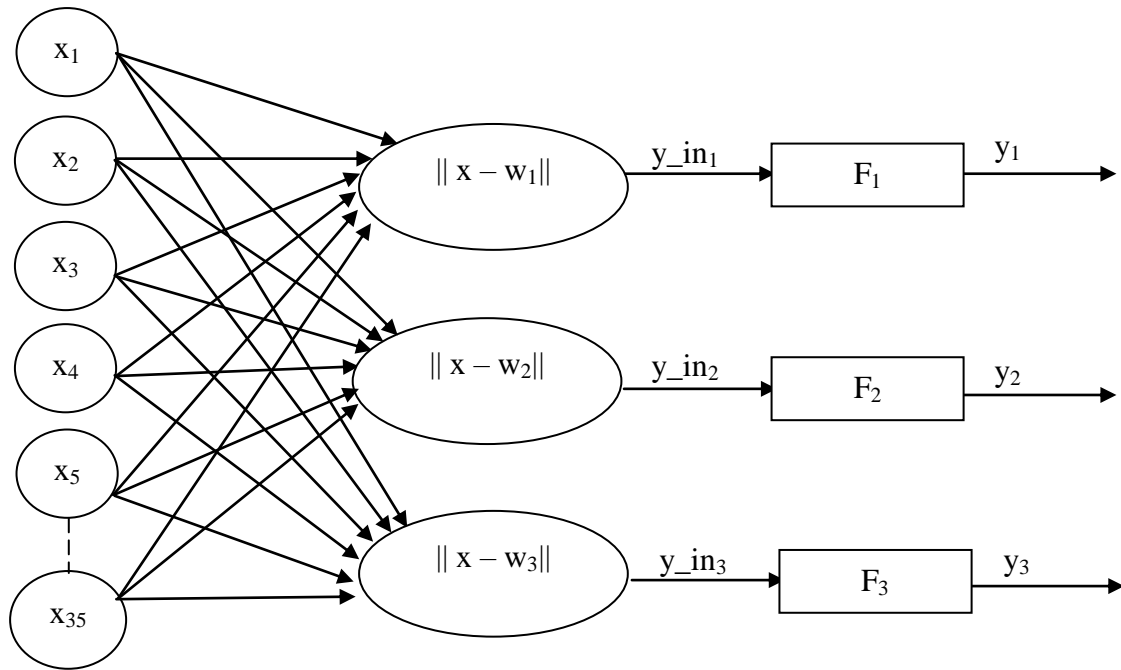 x₁
x₂
x₃
x₄
x₅
x₃₅
|| x – w₁||
y_in₁
F₁
y₁
|| x – w₂||
y_in₂
F₂
y₂
|| x – w₃||
y_in₃
F₃
y₃